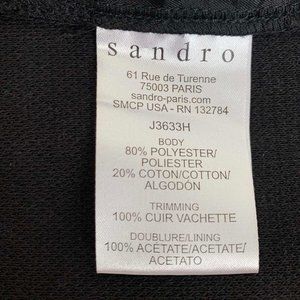 sandro
61 Rue de Turenne
75003 PARIS
sandro-paris.com
SMCP USA - RN 132784
J3633H
BODY
80% POLYESTER/
POLIESTER
20% COTON/COTTON/
ALGODÓN
TRIMMING
100% CUIR VACHETTE
DOUBLURE/LINING
100% ACÉTATE/ACETATE/
ACETATO